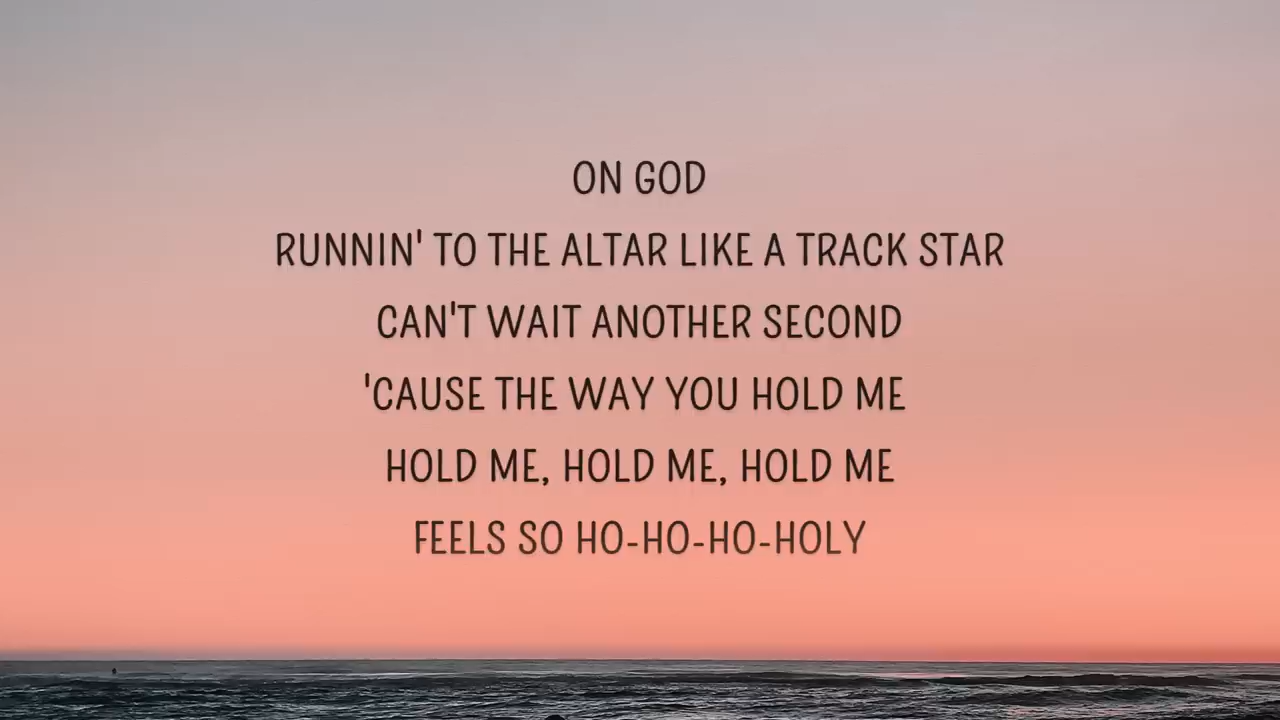 ON GOD
RUNNIN' TO THE ALTAR LIKE A TRACK STAR
CAN'T WAIT ANOTHER SECOND
'CAUSE THE WAY YOU HOLD ME
HOLD ME, HOLD ME, HOLD ME
FEELS SO HO-HO-HO-HOLY